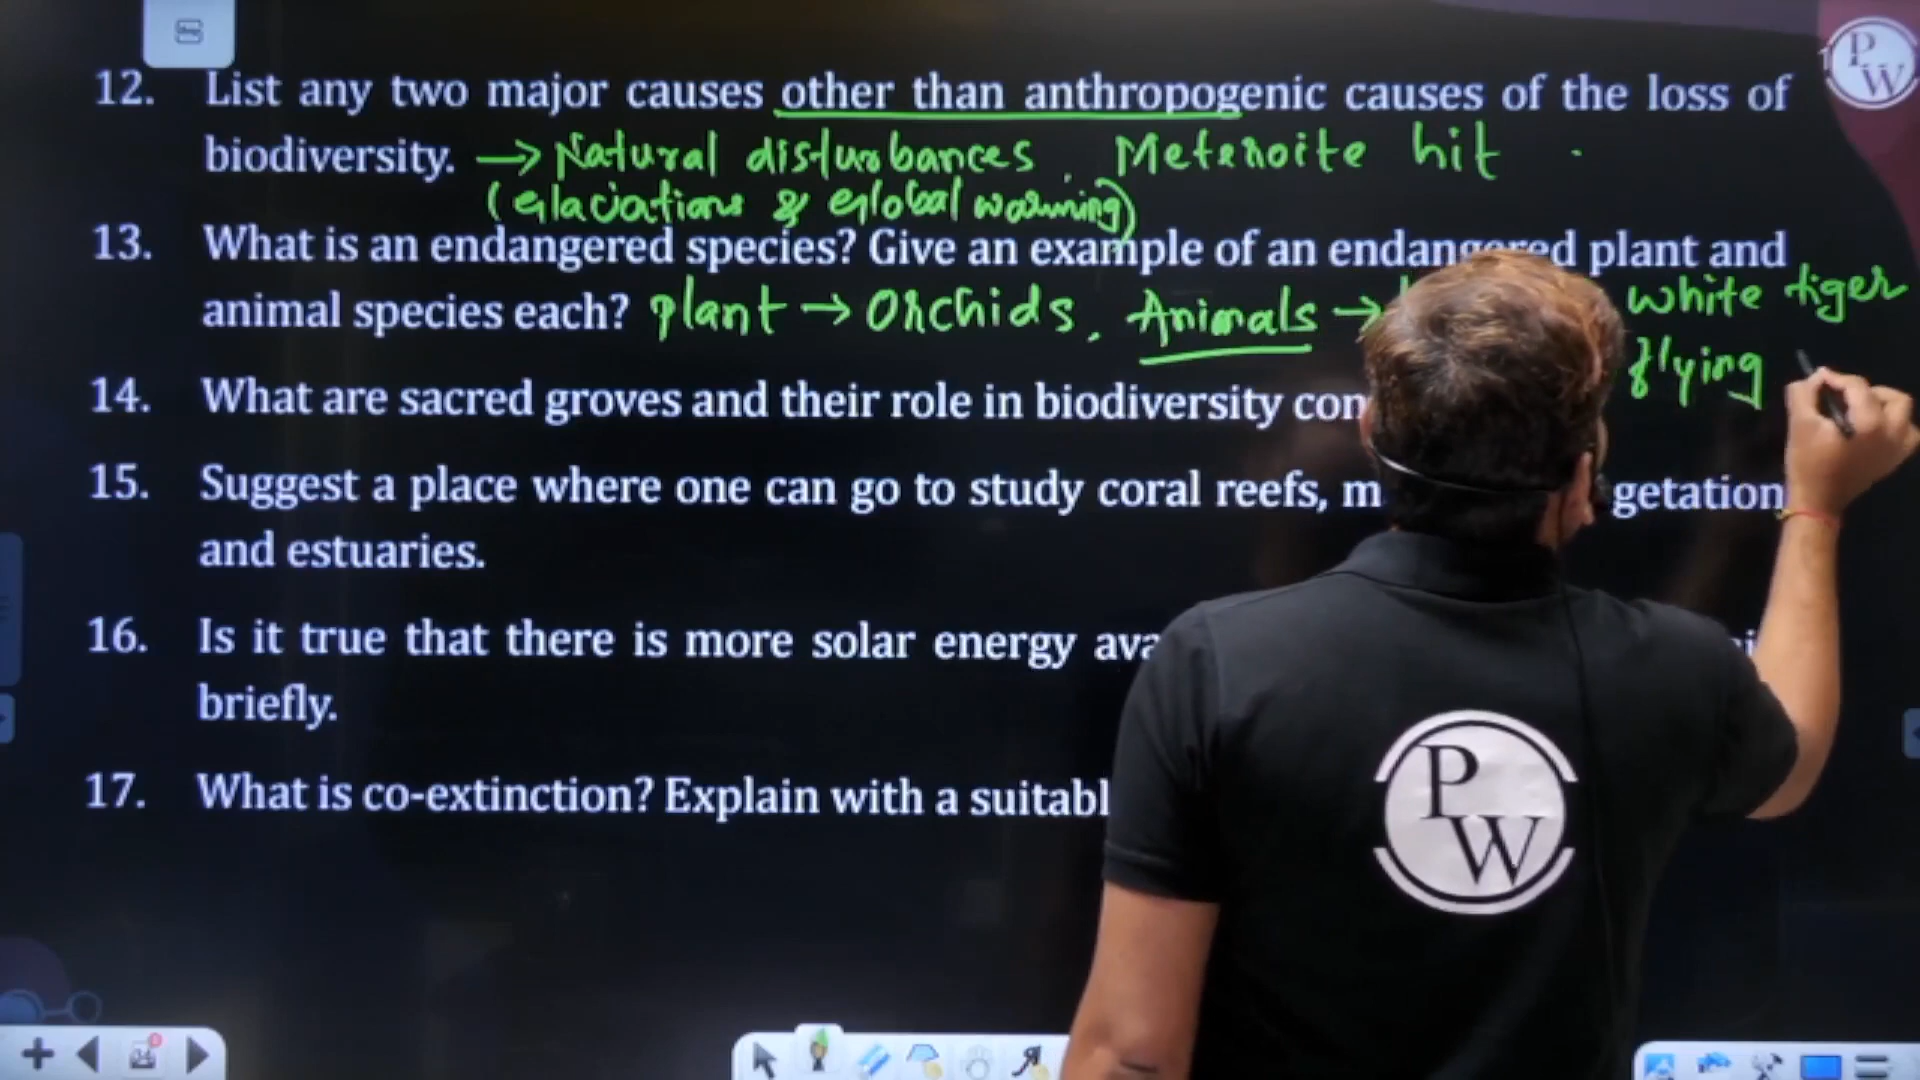 12. List any two major causes other than anthropogenic causes of the loss of
biodiversity. → Natural disturbances, Meteroite hit .
(Glaciations & Global warming)
13. What is an endangered species? Give an example of an endangered plant and
animal species each? plant → Orchids, Animals → white tiger
flying
14. What are sacred groves and their role in biodiversity con
15. Suggest a place where one can go to study coral reefs, m getation
and estuaries.
16. Is it true that there is more solar energy ava
briefly.
17. What is co-extinction? Explain with a suitabl
P
W
P
W